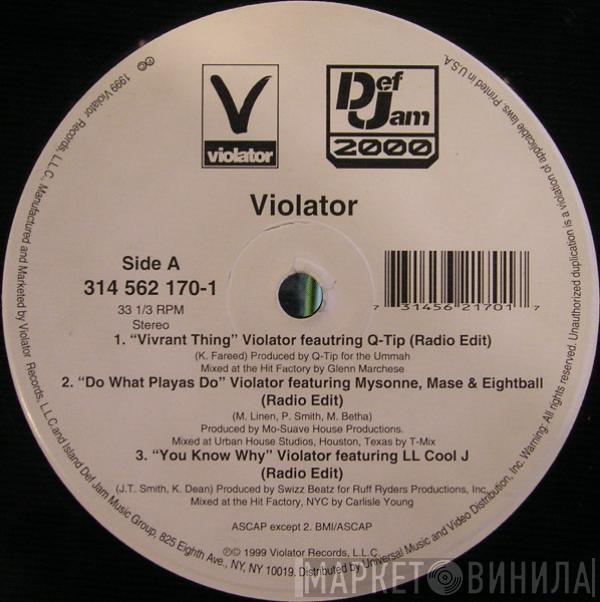 V
violator
Def
Jam
2000
Violator
Side A
314 562 170-1
33 1/3 RPM
Stereo
7 31456 21701 7
1. “Vivrant Thing” Violator feautring Q-Tip (Radio Edit)
(K. Fareed) Produced by Q-Tip for the Ummah
Mixed at the Hit Factory by Glenn Marchese
2. “Do What Playas Do” Violator featuring Mysonne, Mase & Eightball
(Radio Edit)
(M. Linen, P. Smith, M. Betha)
Produced by Mo-Suave House Productions.
Mixed at Urban House Studios, Houston, Texas by T-Mix
3. “You Know Why” Violator featuring LL Cool J
(Radio Edit)
(J.T. Smith, K. Dean) Produced by Swizz Beatz for Ruff Ryders Productions, Inc.
Mixed at the Hit Factory, NYC by Carlisle Young
ASCAP except 2. BMI/ASCAP
℗© 1999 Violator Records, L.L.C.
℗© 1999 Violator Records, L.L.C. Manufactured and Marketed by Violator Records, L.L.C. and Island Def Jam Music Group, 825 Eighth Ave., NY, NY 10019. Distributed by Universal Music and Video Distribution, Inc. Warning: All rights reserved. Unauthorized duplication is a violation of applicable laws. Printed in U.S.A.
МАРКЕТ ВИНИЛА